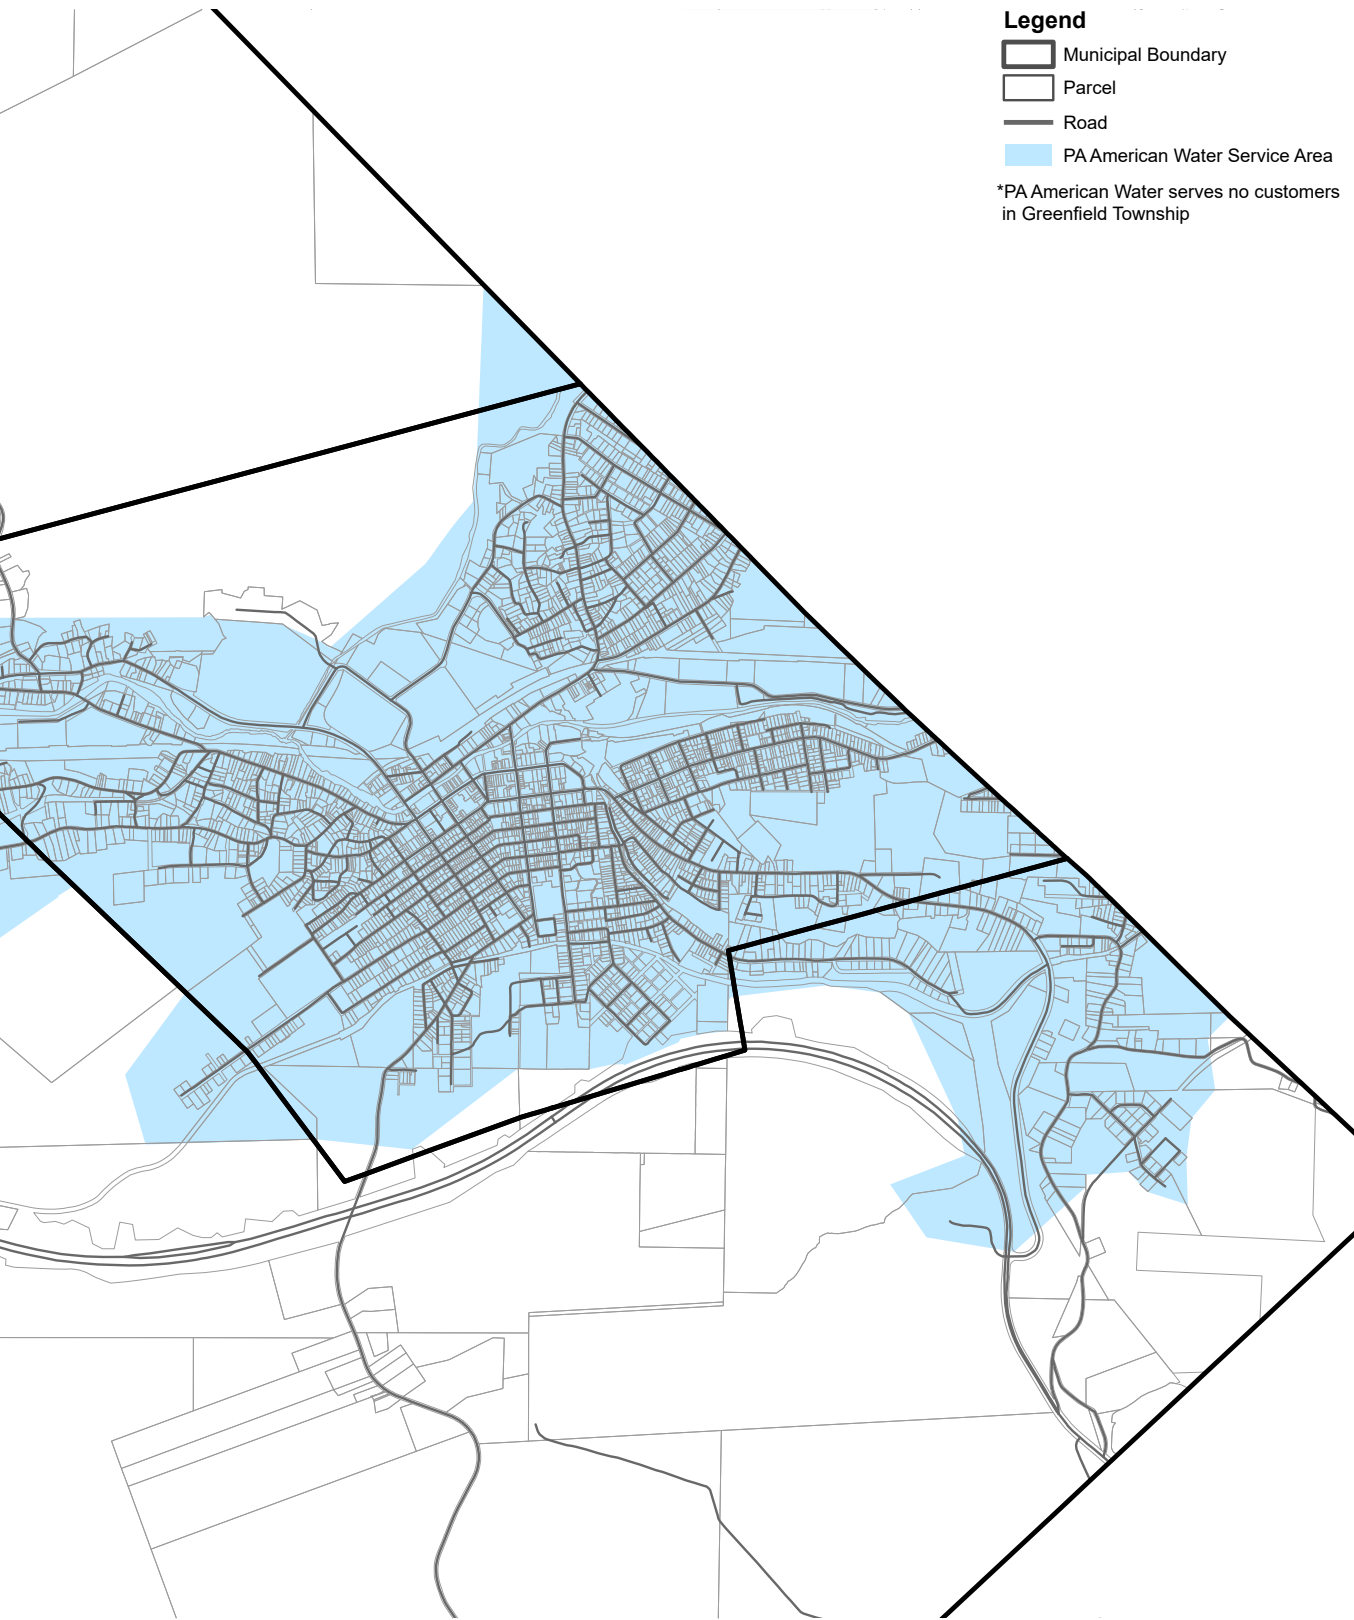 Legend
Municipal Boundary
Parcel
Road
PA American Water Service Area
*PA American Water serves no customers
in Greenfield Township